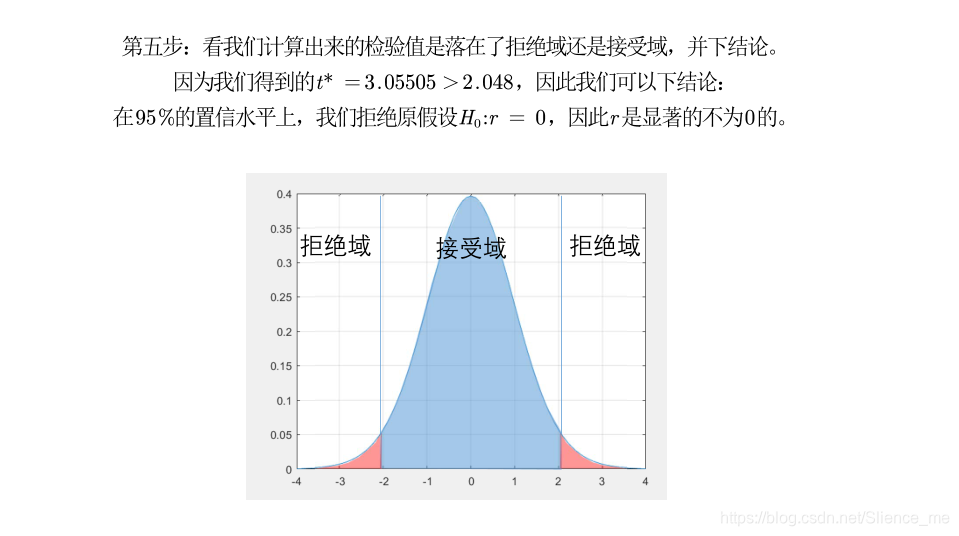 第五步：看我们计算出来的检验值是落在了拒绝域还是接受域，并下结论。
因为我们得到的t* =3.05505>2.048，因此我们可以下结论：
在95%的置信水平上，我们拒绝原假设H₀:r = 0，因此r是显著的不为0的。
0.4
0.35
0.3
0.25
0.2
0.15
0.1
0.05
0
拒绝域 接受域 拒绝域
-4 -3 -2 -1 0 1 2 3 4
https://blog.csdn.net/Slience_me